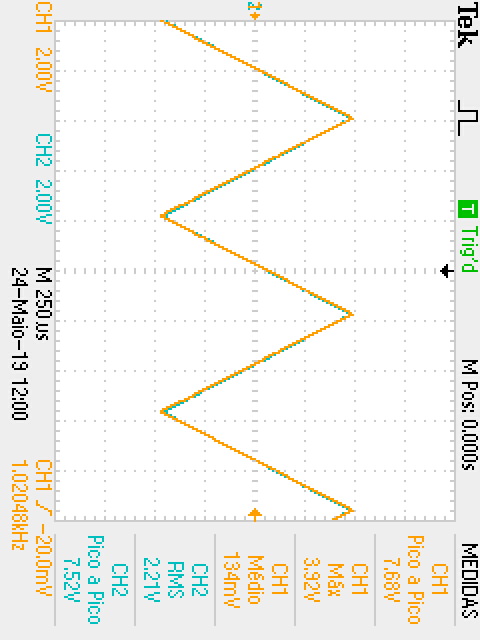 Tek T Trig'd M Pos: 0.000s MEDIDAS
CH1
Pico a Pico
7.68V
CH1
Máx
3.92V
CH1
Médio
134mV
CH2
RMS
2.21V
CH2
Pico a Pico
7.52V
2
CH1 2.00V CH2 2.00V M 250µs CH1 -20.0mV
24-Maio-19 12:00 1.02048kHz